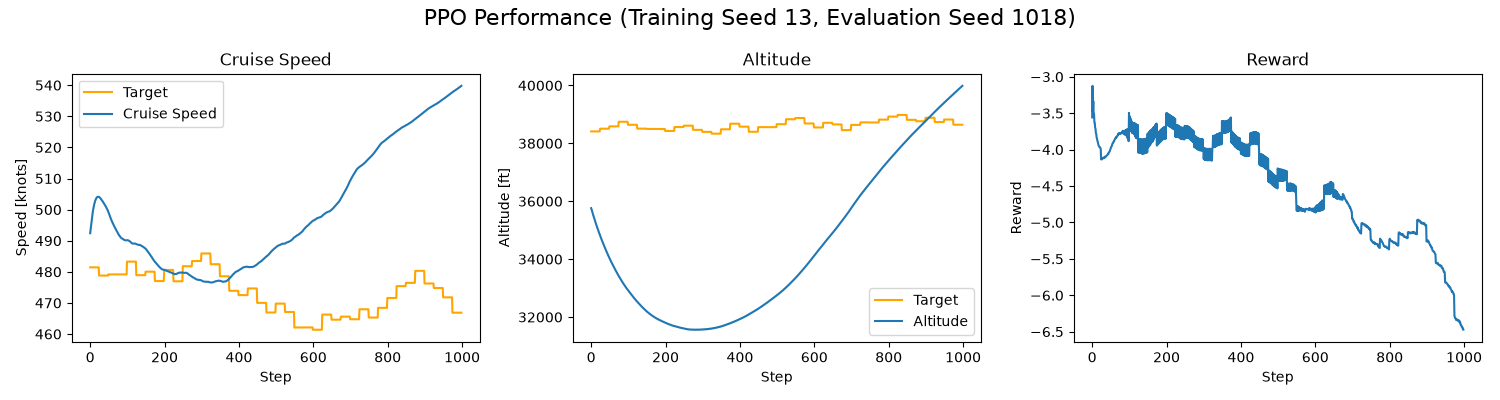 PPO Performance (Training Seed 13, Evaluation Seed 1018)
Cruise Speed
Speed [knots]
540
530
520
510
500
490
480
470
460
Target
Cruise Speed
0 200 400 600 800 1000
Step
Altitude
Altitude [ft]
40000
38000
36000
34000
32000
Target
Altitude
0 200 400 600 800 1000
Step
Reward
Reward
−3.0
−3.5
−4.0
−4.5
−5.0
−5.5
−6.0
−6.5
0 200 400 600 800 1000
Step